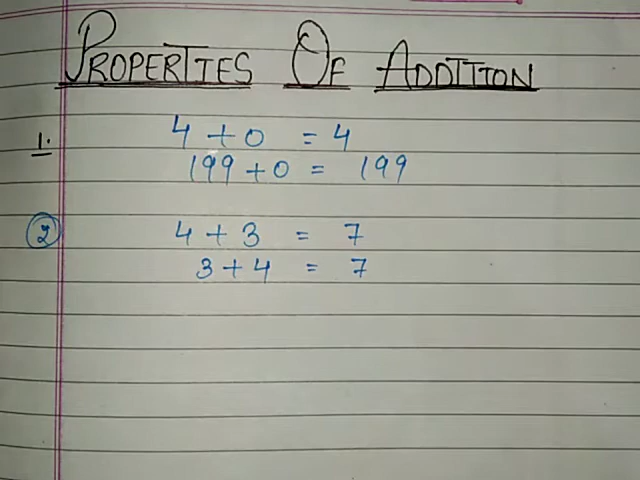 PROPERTIES OF ADDITION
1. 4 + 0 = 4
199 + 0 = 199
2 4 + 3 = 7
3 + 4 = 7